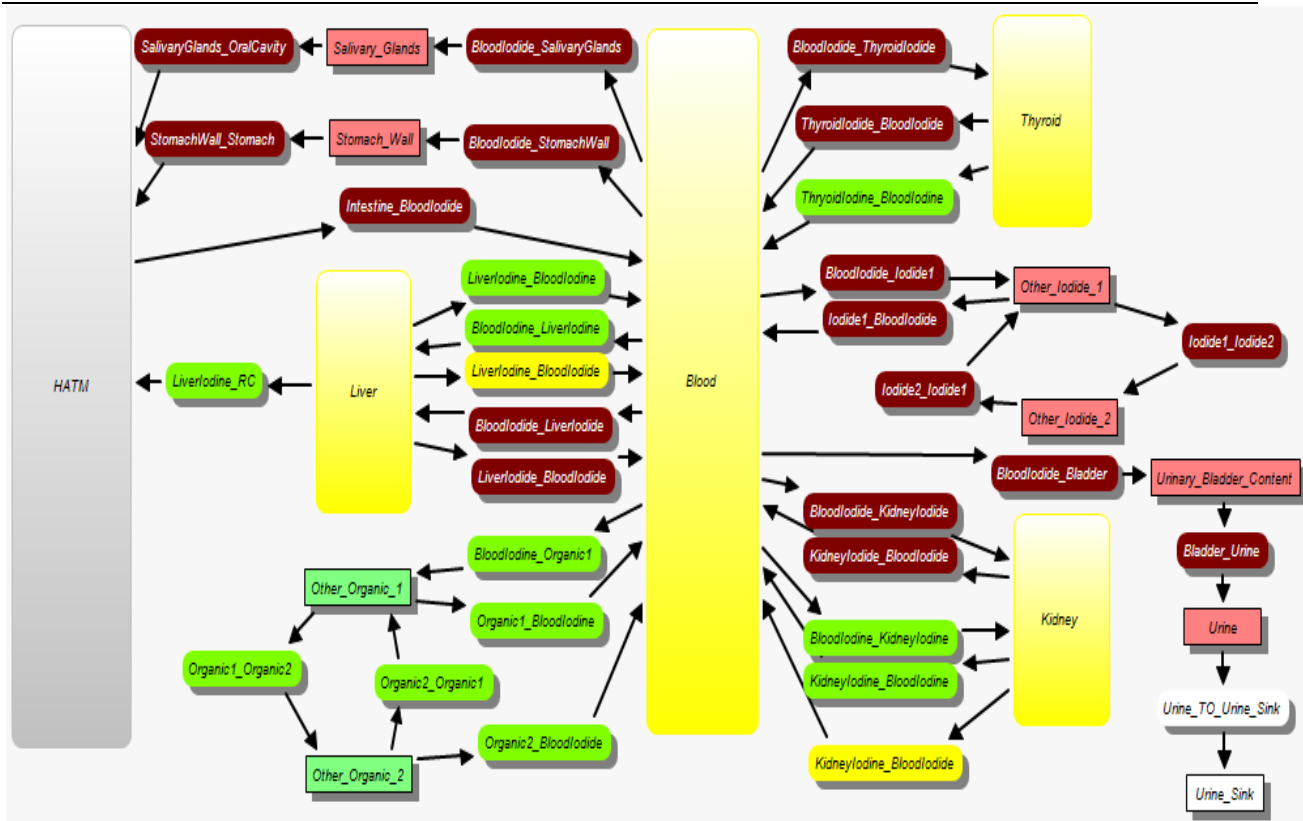 SalivaryGlands_OralCavity
Salivary_Glands
BloodIodide_SalivaryGlands
BloodIodide_ThyroidIodide
StomachWall_Stomach
Stomach_Wall
BloodIodide_StomachWall
ThyroidIodide_BloodIodide
Thyroid
Intestine_BloodIodide
ThryoidIodine_BloodIodine
LiverIodine_BloodIodine
BloodIodide_Iodide1
Other_Iodide_1
BloodIodine_LiverIodine
Iodide1_BloodIodide
Iodide1_Iodide2
HATM
LiverIodine_RC
Liver
LiverIodine_BloodIodide
Blood
Iodide2_Iodide1
BloodIodide_LiverIodide
Other_Iodide_2
LiverIodide_BloodIodide
BloodIodide_Bladder
Urinary_Bladder_Content
BloodIodide_KidneyIodide
BloodIodine_Organic1
KidneyIodide_BloodIodide
Bladder_Urine
Other_Organic_1
Organic1_BloodIodine
Kidney
Urine
BloodIodine_KidneyIodine
Organic1_Organic2
Organic2_Organic1
KidneyIodine_BloodIodine
Urine_TO_Urine_Sink
Organic2_BloodIodide
KidneyIodine_BloodIodide
Other_Organic_2
Urine_Sink